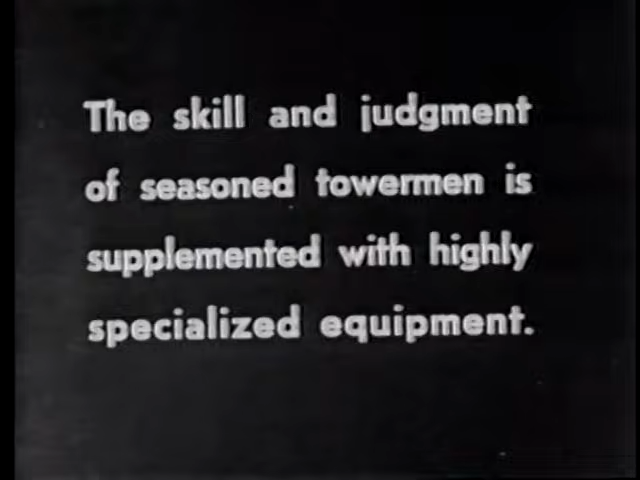 The skill and judgment
of seasoned towermen is
supplemented with highly
specialized equipment.